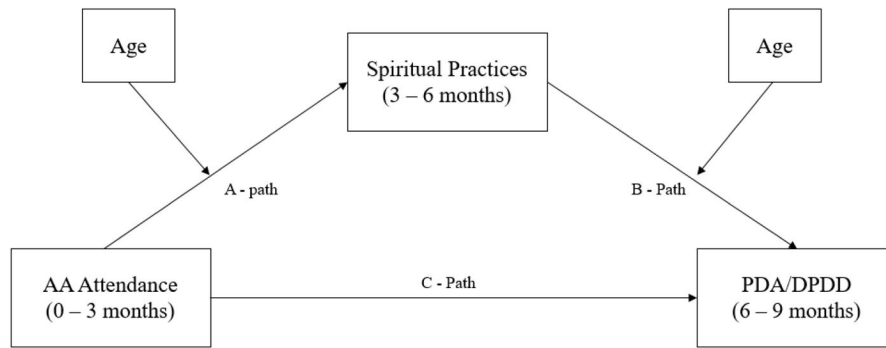 Age
Age
Spiritual Practices
(3 – 6 months)
A - path
B - Path
AA Attendance
(0 – 3 months)
C - Path
PDA/DPDD
(6 – 9 months)